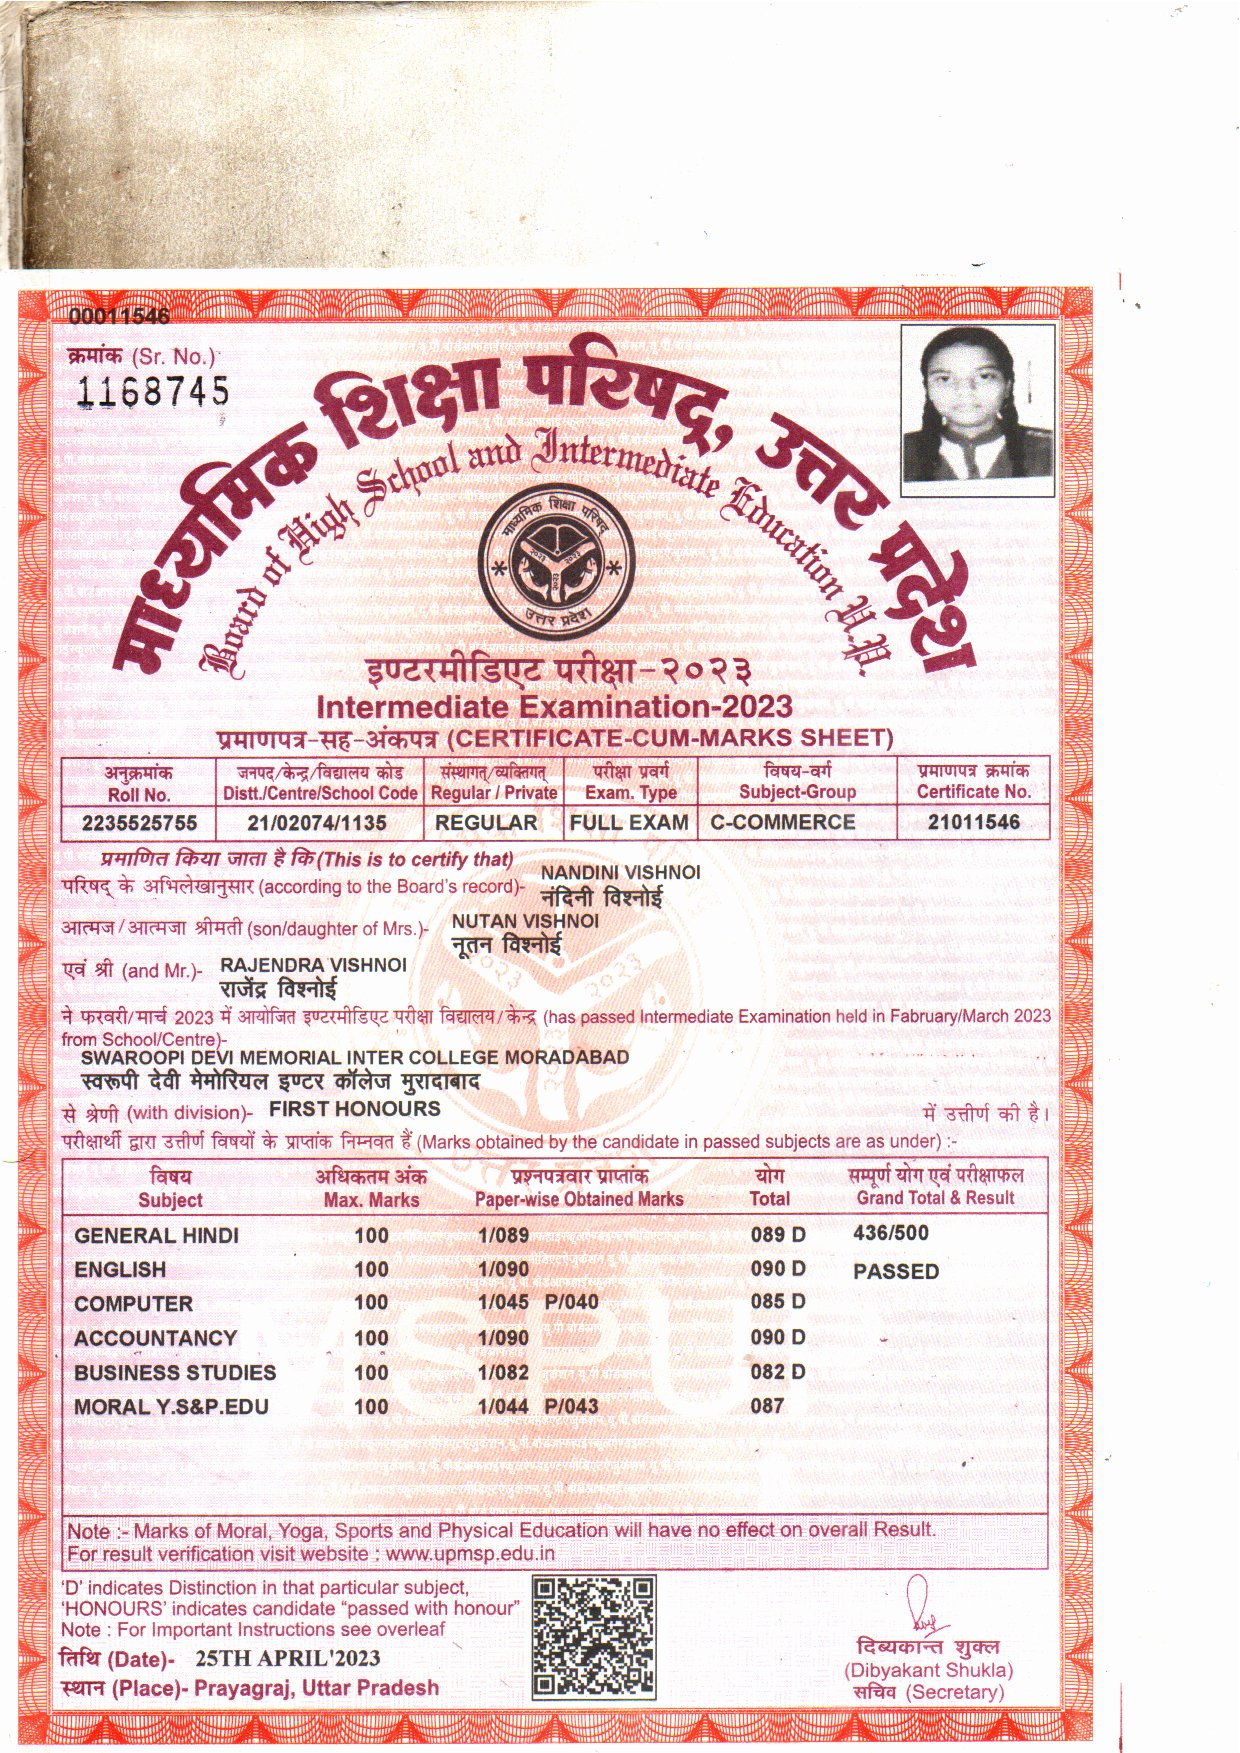 00011546
क्रमांक (Sr. No.)
1168745
माध्यमिक शिक्षा परिषद्, उत्तर प्रदेश
Board of High School and Intermediate Education U.P.
माध्यमिक शिक्षा परिषद्
२०२३ २०२३
२०२३
उत्तर प्रदेश
इण्टरमीडिएट परीक्षा-२०२३
Intermediate Examination-2023
प्रमाणपत्र-सह-अंकपत्र (CERTIFICATE-CUM-MARKS SHEET)
अनुक्रमांक जनपद/केन्द्र/विद्यालय कोड संस्थागत्/व्यक्तिगत् परीक्षा प्रवर्ग विषय-वर्ग प्रमाणपत्र क्रमांक
Roll No. Distt./Centre/School Code Regular / Private Exam. Type Subject-Group Certificate No.
2235525755 21/02074/1135 REGULAR FULL EXAM C-COMMERCE 21011546
प्रमाणित किया जाता है कि (This is to certify that)
परिषद् के अभिलेखानुसार (according to the Board's record)- NANDINI VISHNOI
नंदिनी विश्नोई
आत्मज/आत्मजा श्रीमती (son/daughter of Mrs.)- NUTAN VISHNOI
नूतन विश्नोई
एवं श्री (and Mr.)- RAJENDRA VISHNOI
राजेंद्र विश्नोई
ने फरवरी/मार्च 2023 में आयोजित इण्टरमीडिएट परीक्षा विद्यालय/केन्द्र (has passed Intermediate Examination held in Fabruary/March 2023
from School/Centre)-
SWAROOPI DEVI MEMORIAL INTER COLLEGE MORADABAD
स्वरूपी देवी मेमोरियल इण्टर कॉलेज मुरादाबाद
से श्रेणी (with division)- FIRST HONOURS में उत्तीर्ण की है।
परीक्षार्थी द्वारा उत्तीर्ण विषयों के प्राप्तांक निम्नवत हैं (Marks obtained by the candidate in passed subjects are as under) :-
विषय अधिकतम अंक प्रश्नपत्रवार प्राप्तांक योग सम्पूर्ण योग एवं परीक्षाफल
Subject Max. Marks Paper-wise Obtained Marks Total Grand Total & Result
GENERAL HINDI 100 1/089 089 D 436/500
ENGLISH 100 1/090 090 D PASSED
COMPUTER 100 1/045 P/040 085 D
ACCOUNTANCY 100 1/090 090 D
BUSINESS STUDIES 100 1/082 082 D
MORAL Y.S&P.EDU 100 1/044 P/043 087
Note :- Marks of Moral, Yoga, Sports and Physical Education will have no effect on overall Result.
For result verification visit website : www.upmsp.edu.in
'D' indicates Distinction in that particular subject,
'HONOURS' indicates candidate "passed with honour"
Note : For Important Instructions see overleaf
तिथि (Date)- 25TH APRIL'2023
स्थान (Place)- Prayagraj, Uttar Pradesh
दिब्यकान्त शुक्ल
(Dibyakant Shukla)
सचिव (Secretary)